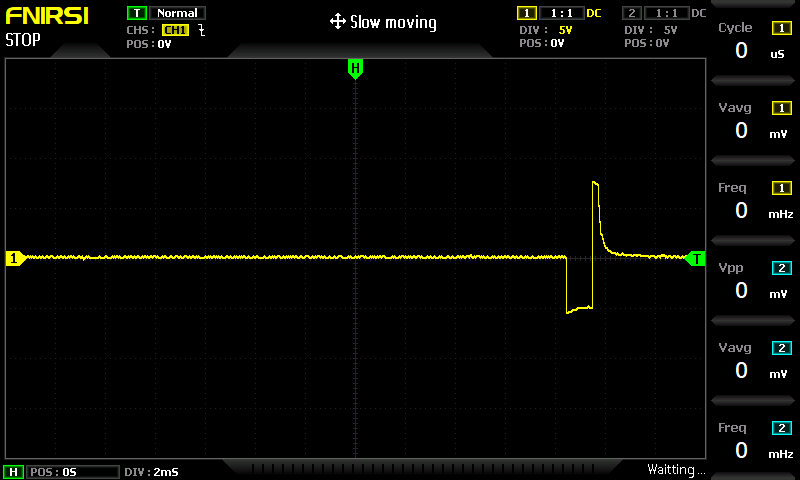 FNIRSI
STOP
T Normal
CHS: CH1
POS: 0V
Slow moving
1 1:1 DC
DIV: 5V
POS: 0V
2 1:1 DC
DIV: 5V
POS: 0V
H
1
T
Cycle 1
0 uS
Vavg 1
0 mV
Freq 1
0 mHz
Vpp 2
0 mV
Vavg 2
0 mV
Freq 2
0 mHz
H POS: 0S DIV: 2mS
Waitting...